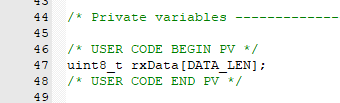 43
44 /* Private variables -------------
45
46 /* USER CODE BEGIN PV */
47 uint8_t rxData[DATA_LEN];
48 /* USER CODE END PV */
49